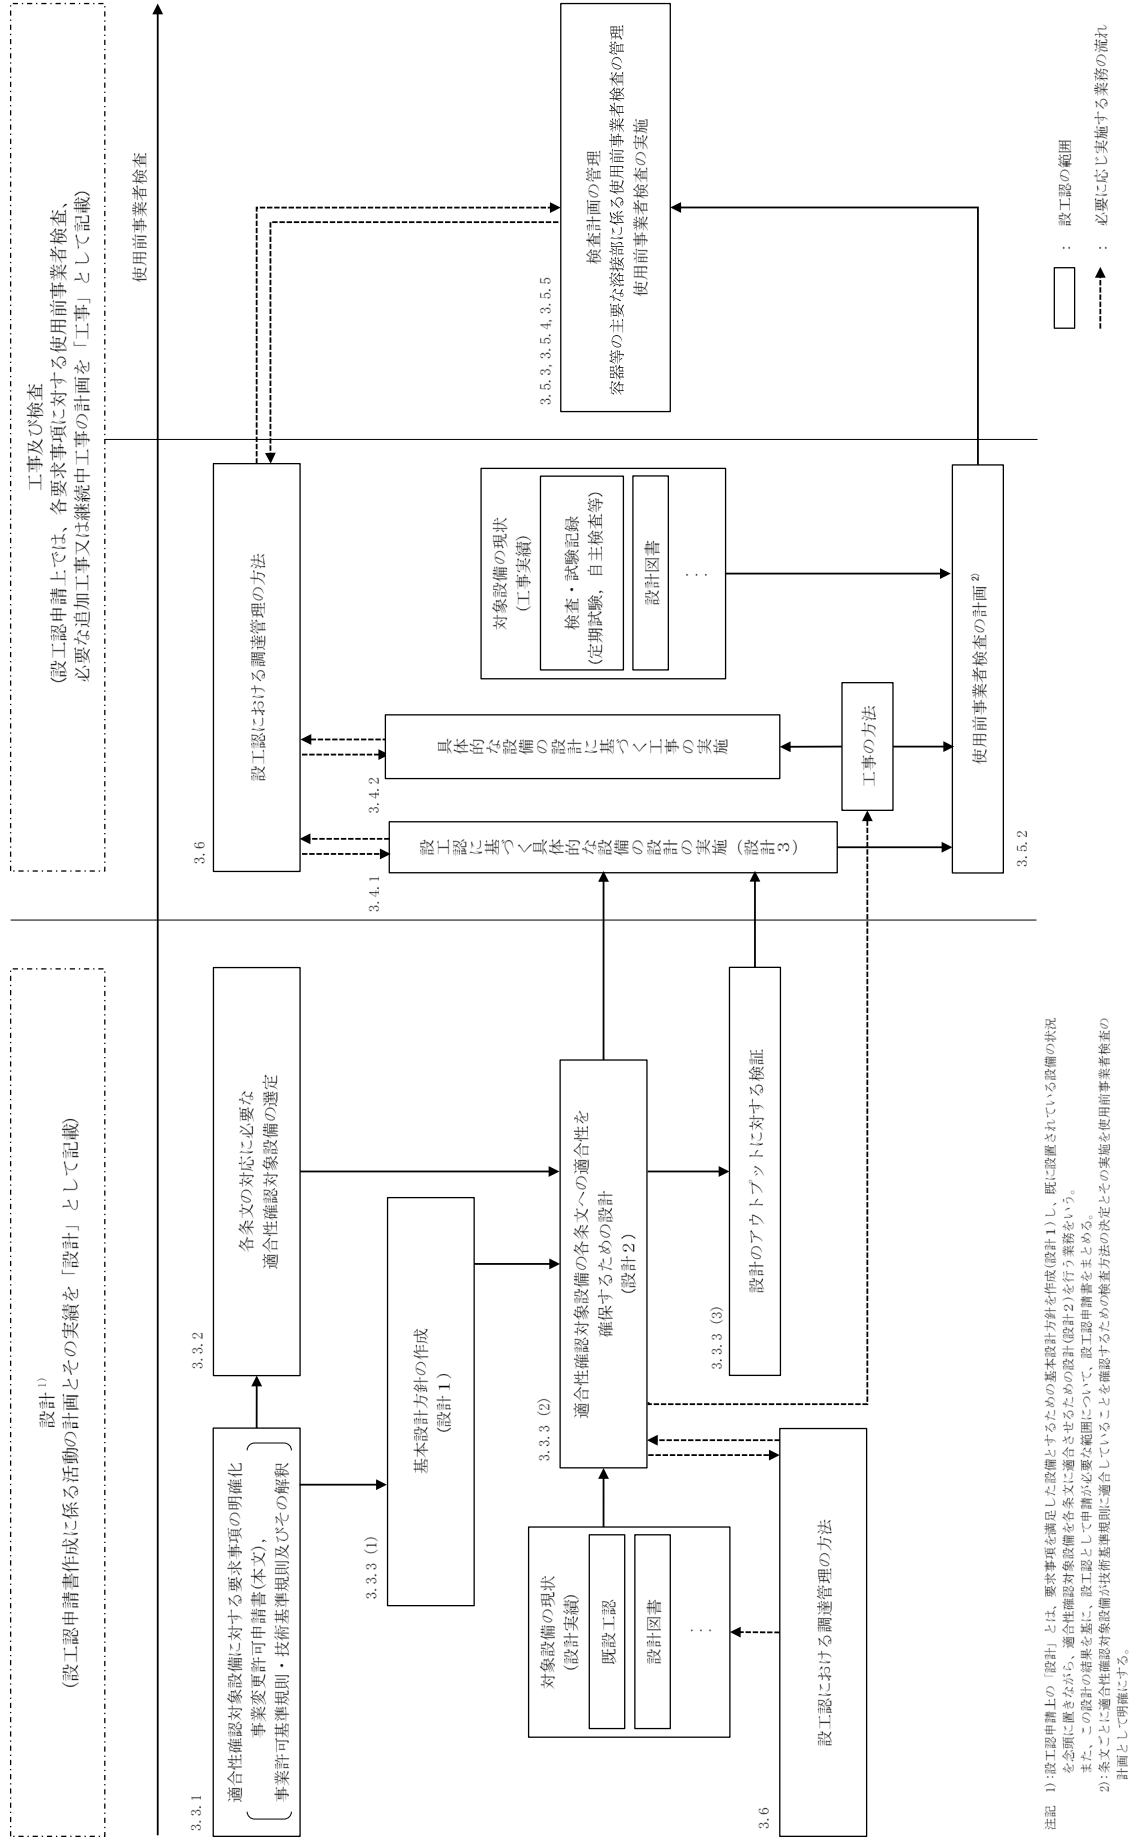 設計 1)
(設工認申請書作成に係る活動の計画とその実績を「設計」として記載)
工事及び検査
(設工認申請上では、各要求事項に対する使用前事業者検査、
必要な追加工事又は継続中工事の計画を「工事」として記載)
使用前事業者検査
3.3.1
適合性確認対象設備に対する要求事項の明確化
事業変更許可申請書(本文),
事業許可基準規則・技術基準規則及びその解釈
3.3.2
各条文の対応に必要な
適合性確認対象設備の選定
3.3.3 (1)
基本設計方針の作成
(設計1)
対象設備の現状
(設計実績)
既設工認
設計図書
:
3.3.3 (2)
適合性確認対象設備の各条文への適合性を
確保するための設計
(設計2)
3.3.3 (3)
設計のアウトプットに対する検証
3.6
設工認における調達管理の方法
3.6
設工認における調達管理の方法
3.4.1
設工認に基づく具体的な設備の設計の実施(設計3)
3.4.2
具体的な設備の設計に基づく工事の実施
工事の方法
対象設備の現状
(工事実績)
検査・試験記録
(定期試験, 自主検査等)
設計図書
:
使用前事業者検査の計画 2)
3.5.2
3.5.3, 3.5.4, 3.5.5
検査計画の管理
容器等の主要な溶接部に係る使用前事業者検査の管理
使用前事業者検査の実施
: 設工認の範囲
: 必要に応じ実施する業務の流れ
注記 1):設工認申請上の「設計」とは、要求事項を満足した設備とするための基本設計方針を作成(設計1)し、既に設置されている設備の状況
を念頭に置きながら、適合性確認対象設備を各条文に適合させるための設計(設計2)を行う業務をいう。
また、この設計の結果を基に、設工認として申請が必要な範囲について、設工認申請書をまとめる。
2):条文ごとに適合性確認対象設備が技術基準規則に適合していることを確認するための検査方法の決定とその実施を使用前事業者検査の
計画として明確にする。